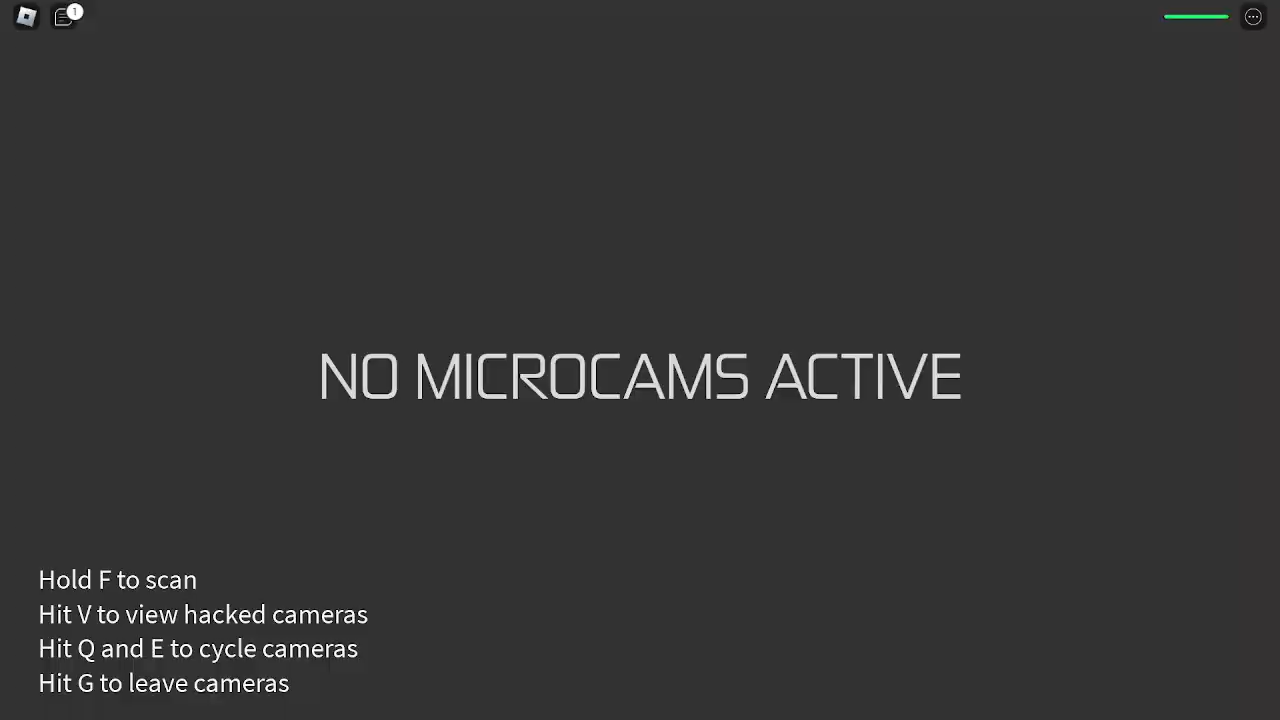 1
NO MICROCAMS ACTIVE
Hold F to scan
Hit V to view hacked cameras
Hit Q and E to cycle cameras
Hit G to leave cameras